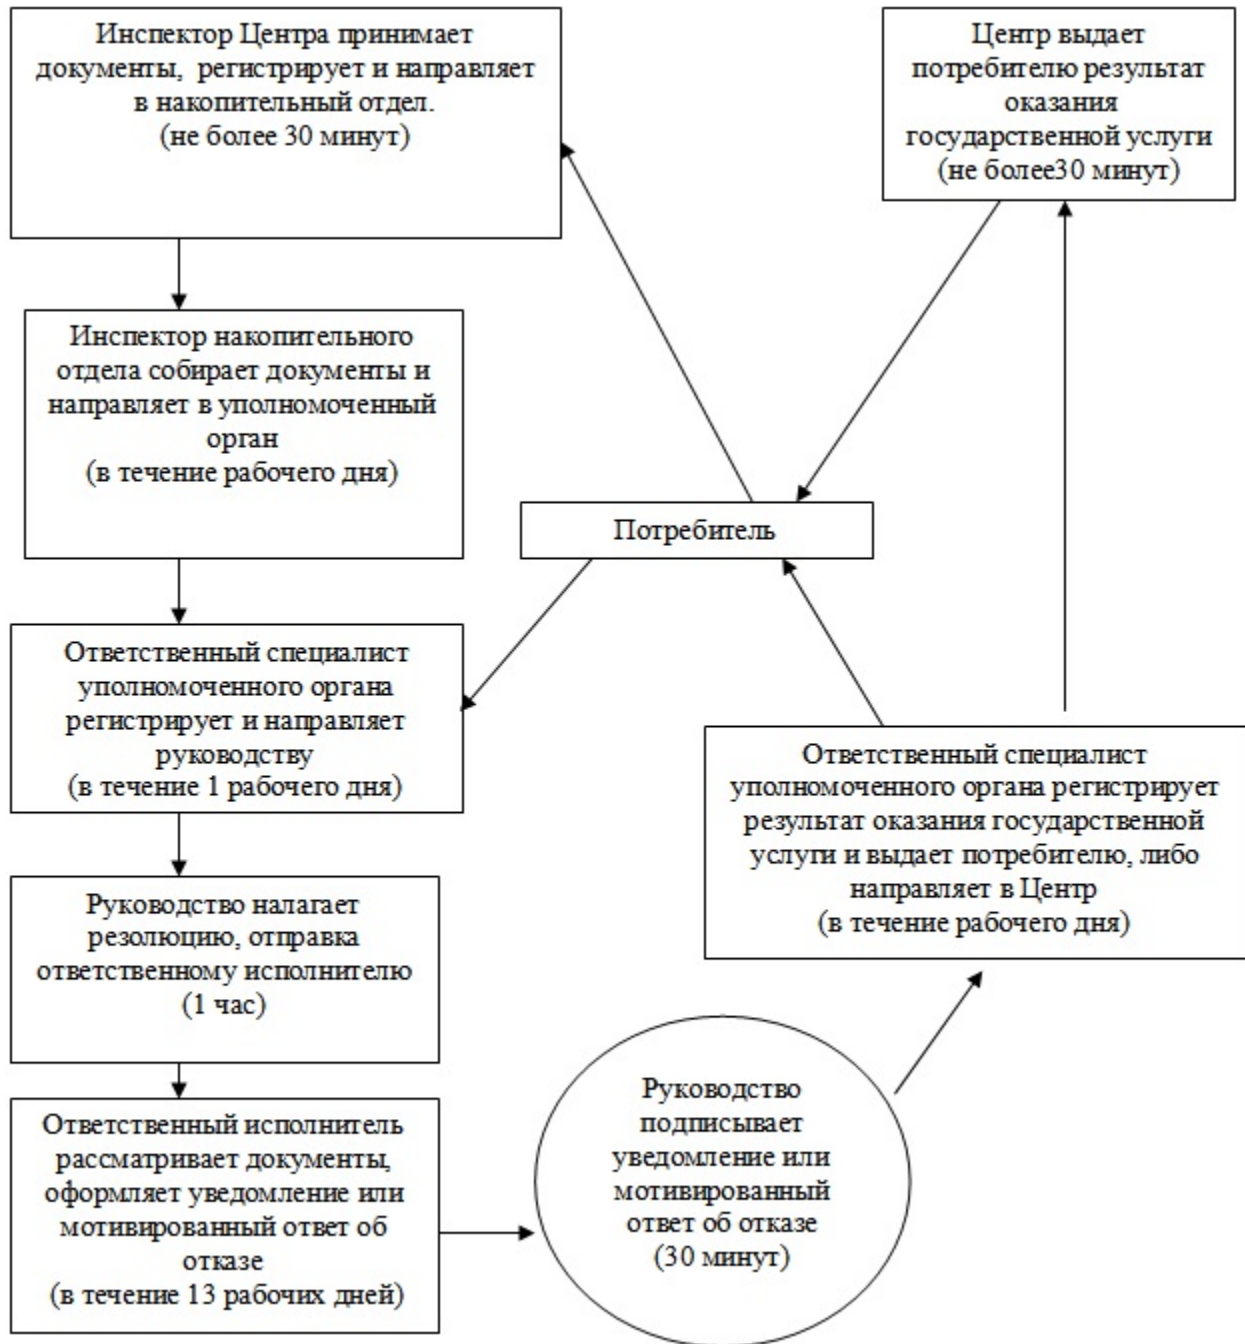 Инспектор Центра принимает
документы, регистрирует и направляет
в накопительный отдел.
(не более 30 минут)
Центр выдает
потребителю результат
оказания
государственной услуги
(не более30 минут)
Инспектор накопительного
отдела собирает документы и
направляет в уполномоченный
орган
(в течение рабочего дня)
Потребитель
Ответственный специалист
уполномоченного органа
регистрирует и направляет
руководству
(в течение 1 рабочего дня)
Ответственный специалист
уполномоченного органа регистрирует
результат оказания государственной
услуги и выдает потребителю, либо
направляет в Центр
(в течение рабочего дня)
Руководство налагает
резолюцию, отправка
ответственному исполнителю
(1 час)
Ответственный исполнитель
рассматривает документы,
оформляет уведомление или
мотивированный ответ об
отказе
(в течение 13 рабочих дней)
Руководство
подписывает
уведомление или
мотивированный
ответ об отказе
(30 минут)